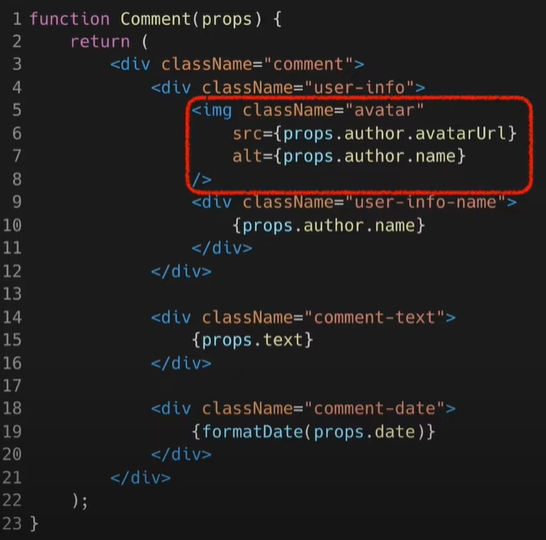 1 function Comment(props) {
2     return (
3         <div className="comment">
4             <div className="user-info">
5                 <img className="avatar"
6                     src={props.author.avatarUrl}
7                     alt={props.author.name}
8                 />
9                 <div className="user-info-name">
10                     {props.author.name}
11                 </div>
12             </div>
13
14             <div className="comment-text">
15                 {props.text}
16             </div>
17
18             <div className="comment-date">
19                 {formatDate(props.date)}
20             </div>
21         </div>
22     );
23 }